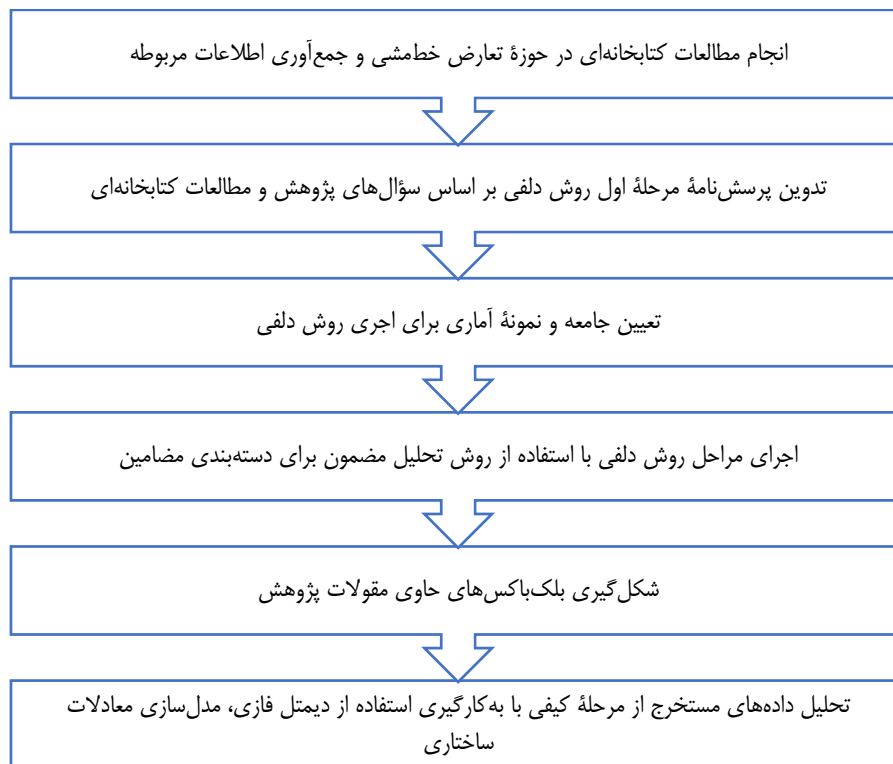 انجام مطالعات کتابخانه‌ای در حوزۀ تعارض خط‌مشی و جمع‌آوری اطلاعات مربوطه
تدوین پرسش‌نامۀ مرحلۀ اول روش دلفی بر اساس سؤال‌های پژوهش و مطالعات کتابخانه‌ای
تعیین جامعه و نمونۀ آماری برای اجری روش دلفی
اجرای مراحل روش دلفی با استفاده از روش تحلیل مضمون برای دسته‌بندی مضامین
شکل‌گیری بلک‌باکس‌های حاوی مقولات پژوهش
تحلیل داده‌های مستخرج از مرحلۀ کیفی با به‌کارگیری استفاده از دیمتل فازی، مدل‌سازی معادلات
ساختاری